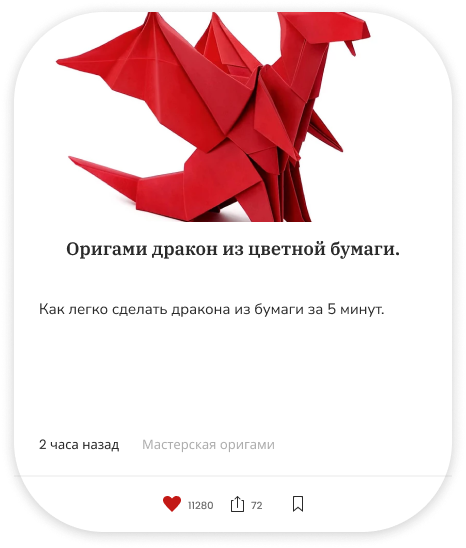 Оригами дракон из цветной бумаги.
Как легко сделать дракона из бумаги за 5 минут.
2 часа назад Мастерская оригами
11280 72